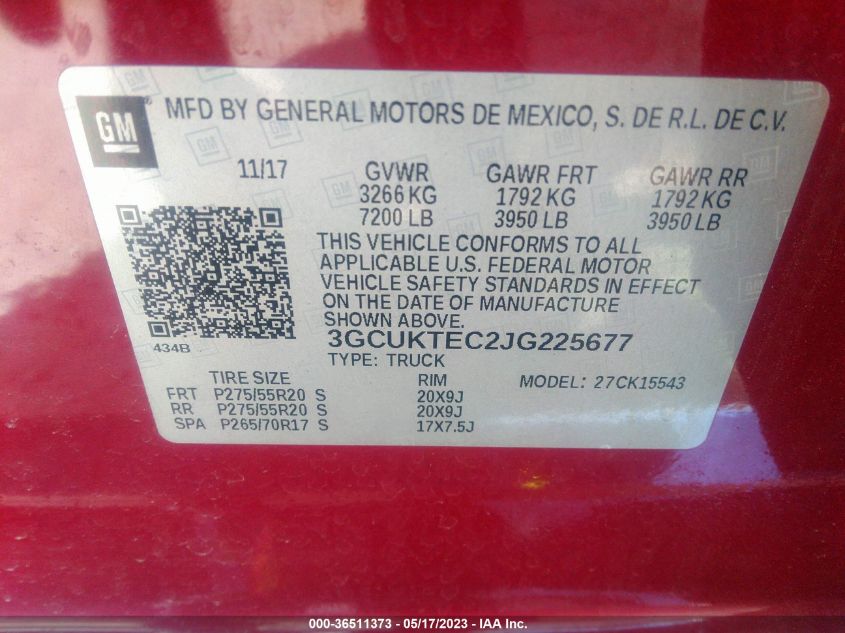 GM ® MFD BY GENERAL MOTORS DE MEXICO, S. DE R.L. DE C.V.
11/17 GVWR GAWR FRT GAWR RR
3266 KG 1792 KG 1792 KG
7200 LB 3950 LB 3950 LB
THIS VEHICLE CONFORMS TO ALL
APPLICABLE U.S. FEDERAL MOTOR
VEHICLE SAFETY STANDARDS IN EFFECT
ON THE DATE OF MANUFACTURE
SHOWN ABOVE.
434B
3GCUKTEC2JG225677
TYPE: TRUCK
TIRE SIZE RIM MODEL: 27CK15543
FRT P275/55R20 S 20X9J
RR P275/55R20 S 20X9J
SPA P265/70R17 S 17X7.5J
000-36511373 - 05/17/2023 - IAA Inc.